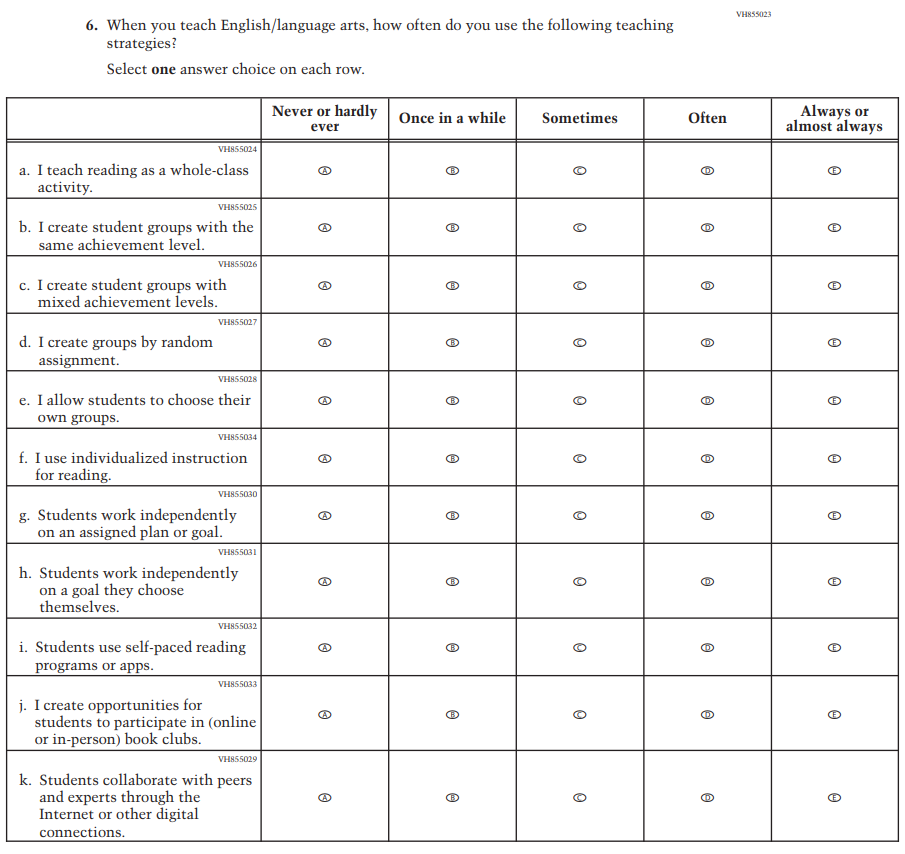 VH855023
6. When you teach English/language arts, how often do you use the following teaching
strategies?
Select one answer choice on each row.
Never or hardly
ever
Once in a while
Sometimes
Often
Always or
almost always
VH855024
a. I teach reading as a whole-class
activity.
A B C D E
VH855025
b. I create student groups with the
same achievement level.
A B C D E
VH855026
c. I create student groups with
mixed achievement levels.
A B C D E
VH855027
d. I create groups by random
assignment.
A B C D E
VH855028
e. I allow students to choose their
own groups.
A B C D E
VH855034
f. I use individualized instruction
for reading.
A B C D E
VH855030
g. Students work independently
on an assigned plan or goal.
A B C D E
VH855031
h. Students work independently
on a goal they choose
themselves.
A B C D E
VH855032
i. Students use self-paced reading
programs or apps.
A B C D E
VH855033
j. I create opportunities for
students to participate in (online
or in-person) book clubs.
A B C D E
VH855029
k. Students collaborate with peers
and experts through the
Internet or other digital
connections.
A B C D E